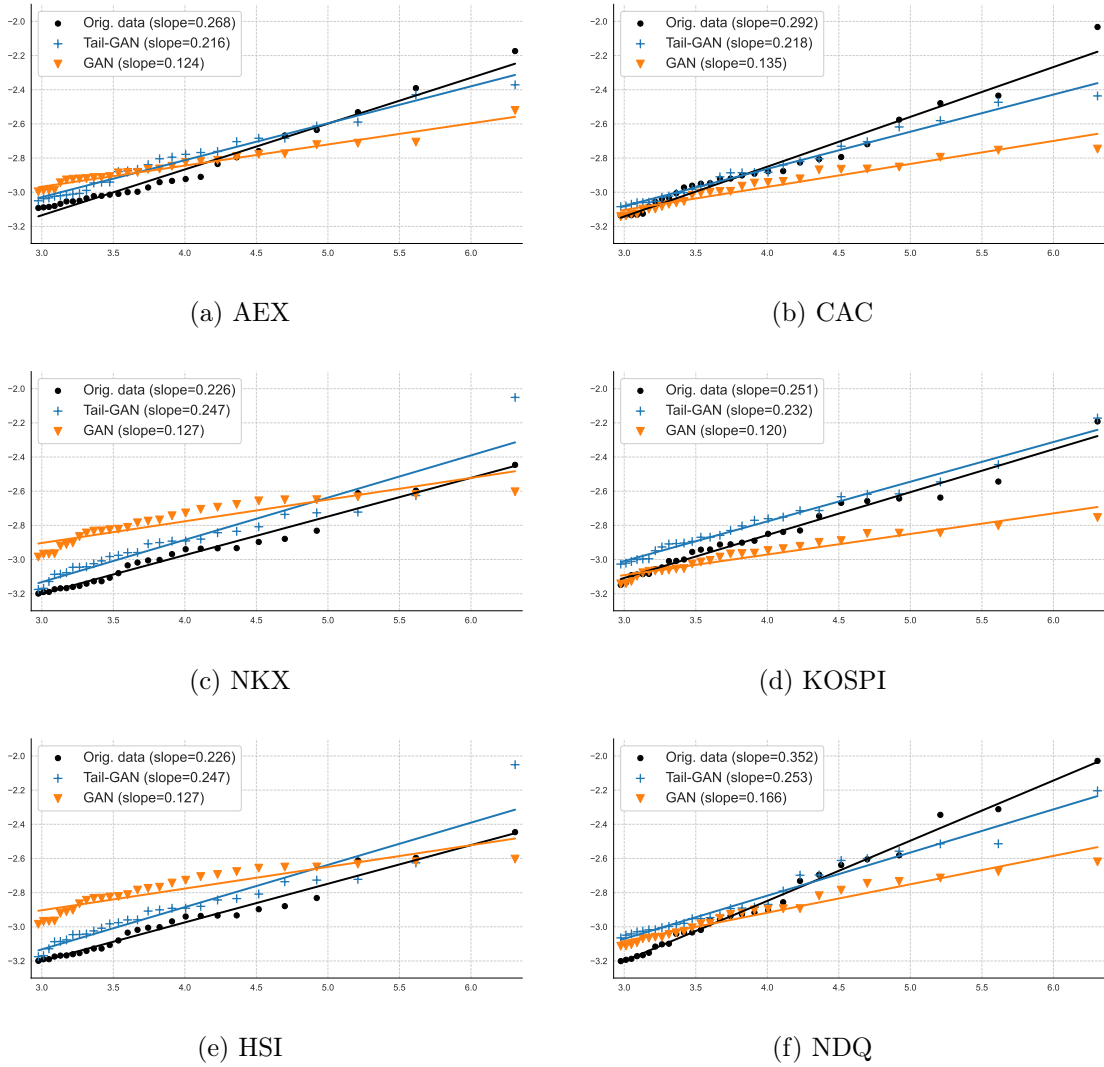 Orig. data (slope=0.268)
Tail-GAN (slope=0.216)
GAN (slope=0.124)
−2.0
−2.2
−2.4
−2.6
−2.8
−3.0
−3.2
3.0 3.5 4.0 4.5 5.0 5.5 6.0
(a) AEX
Orig. data (slope=0.292)
Tail-GAN (slope=0.218)
GAN (slope=0.135)
−2.0
−2.2
−2.4
−2.6
−2.8
−3.0
−3.2
3.0 3.5 4.0 4.5 5.0 5.5 6.0
(b) CAC
Orig. data (slope=0.226)
Tail-GAN (slope=0.247)
GAN (slope=0.127)
−2.0
−2.2
−2.4
−2.6
−2.8
−3.0
−3.2
3.0 3.5 4.0 4.5 5.0 5.5 6.0
(c) NKX
Orig. data (slope=0.251)
Tail-GAN (slope=0.232)
GAN (slope=0.120)
−2.0
−2.2
−2.4
−2.6
−2.8
−3.0
−3.2
3.0 3.5 4.0 4.5 5.0 5.5 6.0
(d) KOSPI
Orig. data (slope=0.226)
Tail-GAN (slope=0.247)
GAN (slope=0.127)
−2.0
−2.2
−2.4
−2.6
−2.8
−3.0
−3.2
3.0 3.5 4.0 4.5 5.0 5.5 6.0
(e) HSI
Orig. data (slope=0.352)
Tail-GAN (slope=0.253)
GAN (slope=0.166)
−2.0
−2.2
−2.4
−2.6
−2.8
−3.0
−3.2
3.0 3.5 4.0 4.5 5.0 5.5 6.0
(f) NDQ